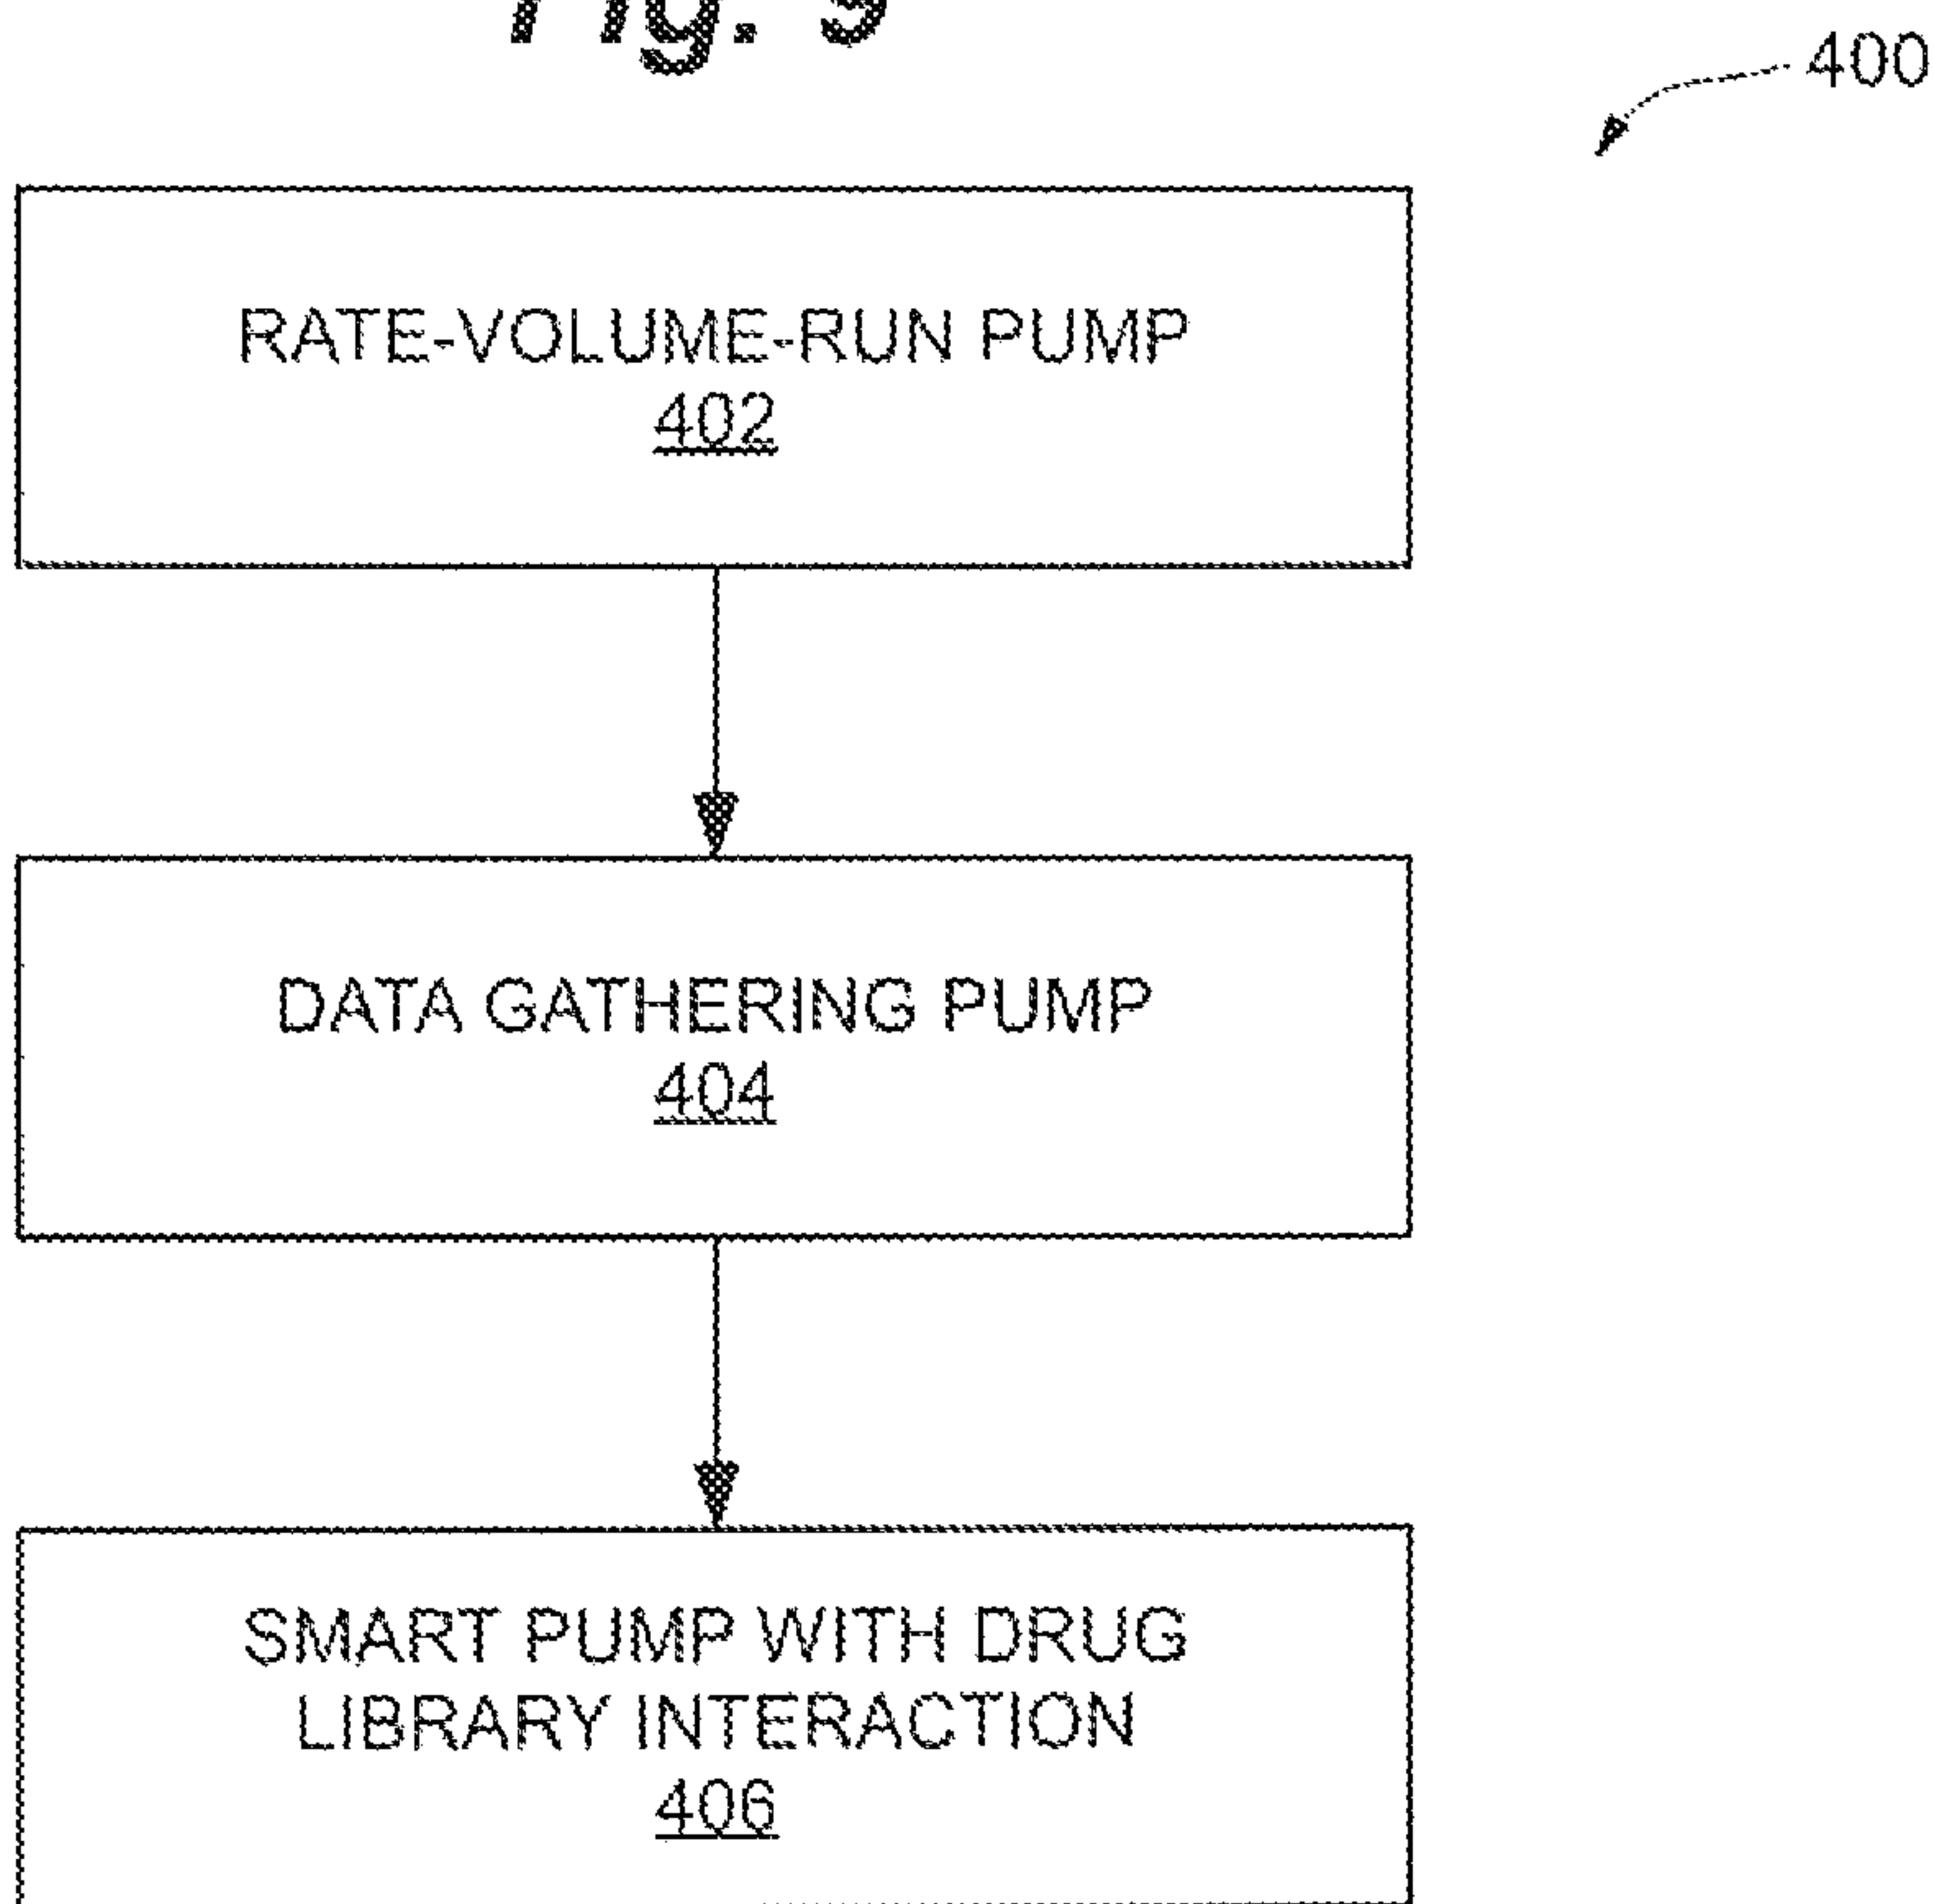 Fig. 9
400
RATE-VOLUME-RUN PUMP
402
DATA GATHERING PUMP
404
SMART PUMP WITH DRUG
LIBRARY INTERACTION
406